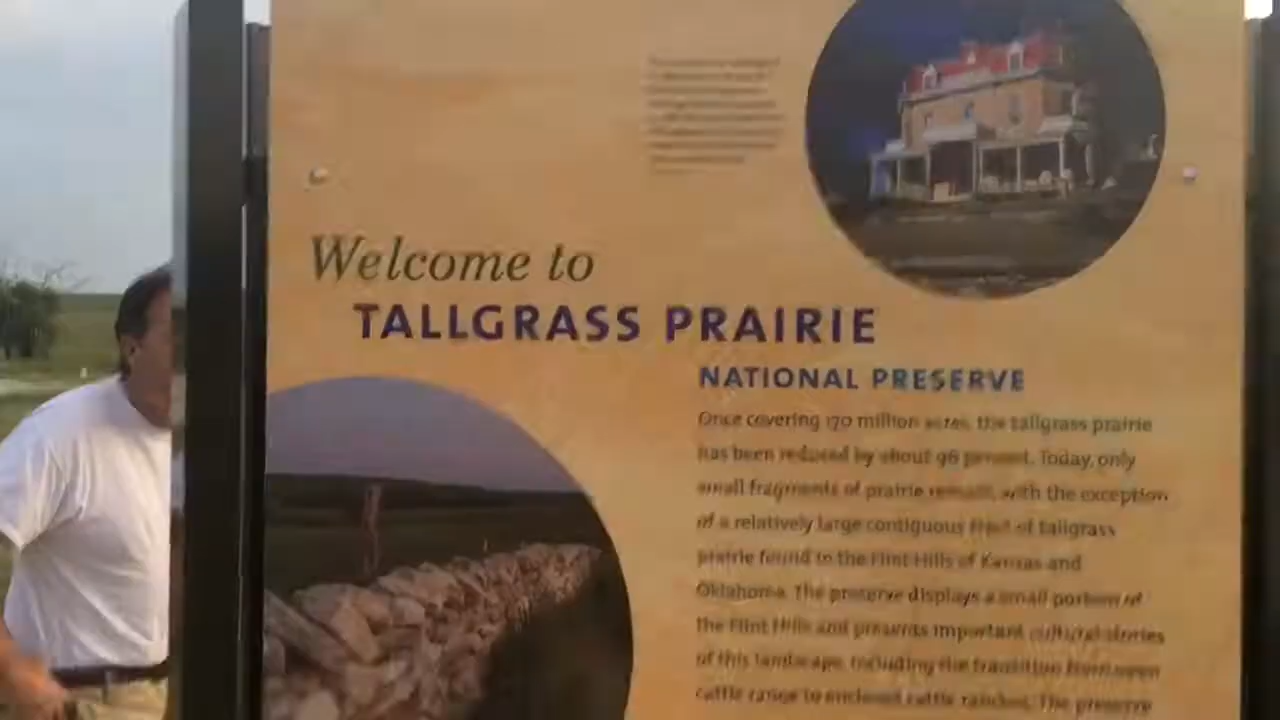 Welcome to
TALLGRASS PRAIRIE
NATIONAL PRESERVE
Once covering 170 million acres, the tallgrass prairie
has been reduced by about 96 percent. Today, only
small fragments of prairie remain, with the exception
of a relatively large contiguous tract of tallgrass
prairie found in the Flint Hills of Kansas and
Oklahoma. The preserve displays a small portion of
the Flint Hills and presents important cultural stories
of this landscape, including the transition from open
cattle range to enclosed cattle ranches. The preserve